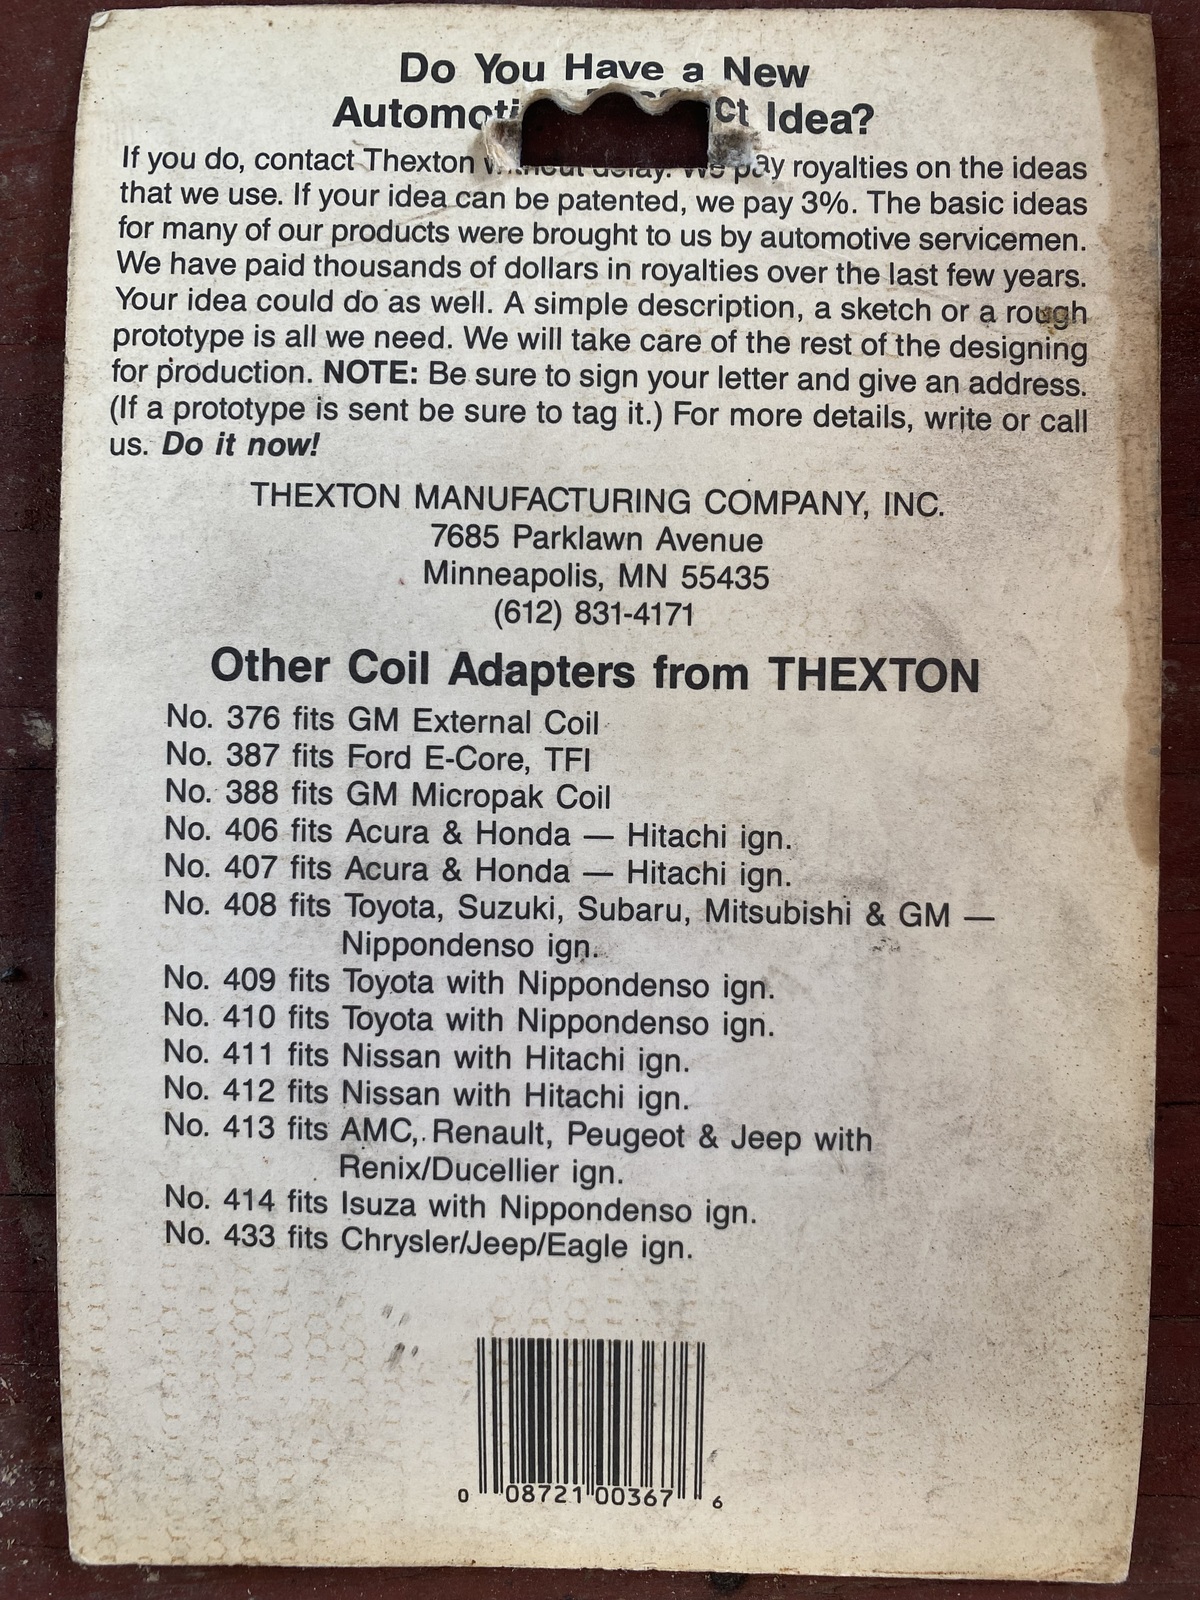 Do You Have a New
Automoti ct Idea?
If you do, contact Thexton without delay. We pay royalties on the ideas
that we use. If your idea can be patented, we pay 3%. The basic ideas
for many of our products were brought to us by automotive servicemen.
We have paid thousands of dollars in royalties over the last few years.
Your idea could do as well. A simple description, a sketch or a rough
prototype is all we need. We will take care of the rest of the designing
for production. NOTE: Be sure to sign your letter and give an address.
(If a prototype is sent be sure to tag it.) For more details, write or call
us. Do it now!
THEXTON MANUFACTURING COMPANY, INC.
7685 Parklawn Avenue
Minneapolis, MN 55435
(612) 831-4171
Other Coil Adapters from THEXTON
No. 376 fits GM External Coil
No. 387 fits Ford E-Core, TFI
No. 388 fits GM Micropak Coil
No. 406 fits Acura & Honda — Hitachi ign.
No. 407 fits Acura & Honda — Hitachi ign.
No. 408 fits Toyota, Suzuki, Subaru, Mitsubishi & GM —
Nippondenso ign.
No. 409 fits Toyota with Nippondenso ign.
No. 410 fits Toyota with Nippondenso ign.
No. 411 fits Nissan with Hitachi ign.
No. 412 fits Nissan with Hitachi ign.
No. 413 fits AMC, Renault, Peugeot & Jeep with
Renix/Ducellier ign.
No. 414 fits Isuza with Nippondenso ign.
No. 433 fits Chrysler/Jeep/Eagle ign.
0 08721 00367 6